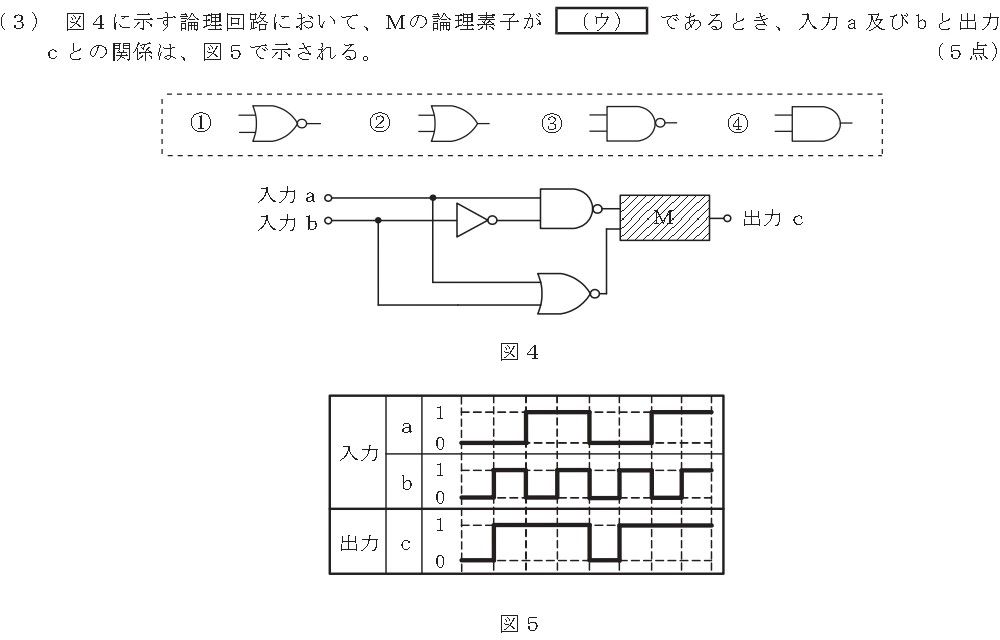 (3) 図4に示す論理回路において、Mの論理素子が (ウ) であるとき、入力a及びbと出力
cとの関係は、図5で示される。 (5点)
① ② ③ ④
入力 a
入力 b
M
出力 c
図4
入力 a 1
0
b 1
0
出力 c 1
0
図5